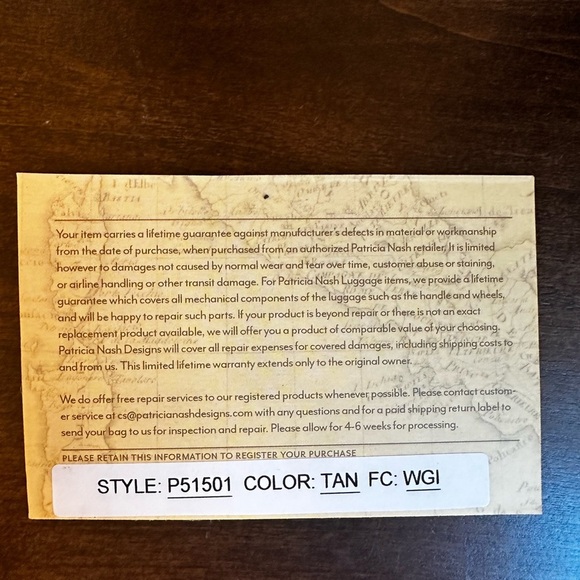 Your item carries a lifetime guarantee against manufacturer's defects in material or workmanship
from the date of purchase, when purchased from an authorized Patricia Nash retailer. It is limited
however to damages not caused by normal wear and tear over time, customer abuse or staining,
or airline handling or other transit damage. For Patricia Nash Luggage items, we provide a lifetime
guarantee which covers all mechanical components of the luggage such as the handle and wheels,
and will be happy to repair such parts. If your product is beyond repair or there is not an exact
replacement product available, we will offer you a product of comparable value of your choosing.
Patricia Nash Designs will cover all repair expenses for covered damages, including shipping costs to
and from us. This limited lifetime warranty extends only to the original owner.
We do offer free repair services to our registered products whenever possible. Please contact custom-
er service at cs@patricianashdesigns.com with any questions and for a paid shipping return label to
send your bag to us for inspection and repair. Please allow for 4-6 weeks for processing.
PLEASE RETAIN THIS INFORMATION TO REGISTER YOUR PURCHASE
STYLE: P51501 COLOR: TAN FC: WGI